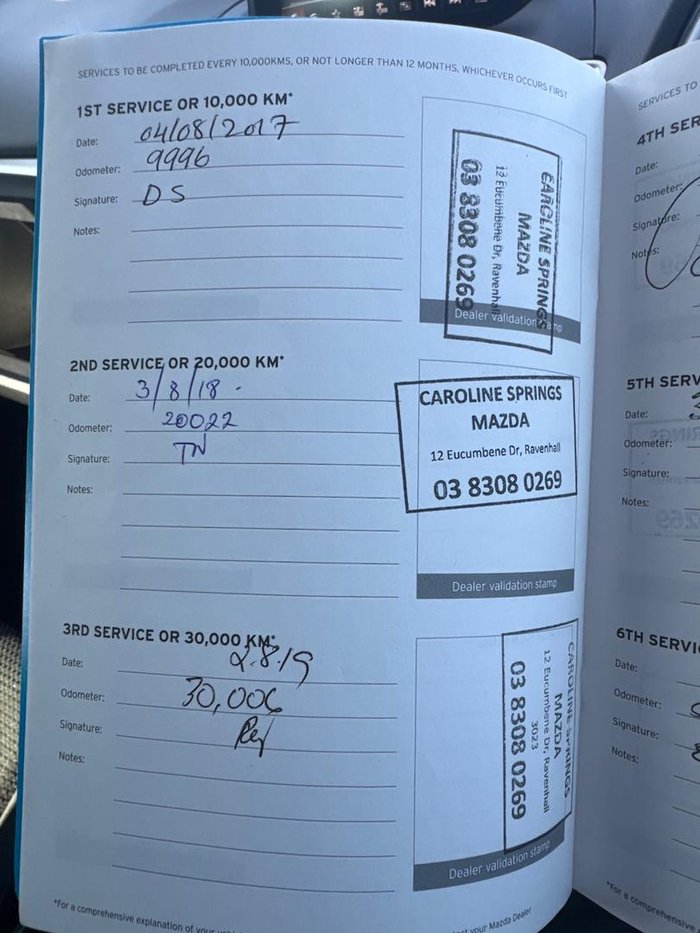 SERVICES TO BE COMPLETED EVERY 10,000KMS, OR NOT LONGER THAN 12 MONTHS, WHICHEVER OCCURS FIRST
1ST SERVICE OR 10,000 KM*
Date: 04/08/2017
Odometer: 9996
Signature: DS
Notes:
CAROLINE SPRINGS
MAZDA
12 Eucumbene Dr, Ravenhall
03 8308 0269
Dealer validation stamp
2ND SERVICE OR 20,000 KM*
Date: 3/8/18.
Odometer: 20022
Signature: TN
Notes:
CAROLINE SPRINGS
MAZDA
12 Eucumbene Dr, Ravenhall
03 8308 0269
Dealer validation stamp
3RD SERVICE OR 30,000 KM*
Date: 2.8.19
Odometer: 30,006
Signature:
Notes:
CAROLINE SPRINGS
MAZDA
12 Eucumbene Dr, Ravenhall
3023
03 8308 0269
Dealer validation stamp
*For a comprehensive explanation of your
your Mazda Dealer
SERVICES TO
4TH SER
Date:
Odometer:
Signature:
Notes:
5TH SERV
Date:
Odometer:
Signature:
Notes:
6TH SERVI
Date:
Odometer:
Signature:
Notes:
*For a